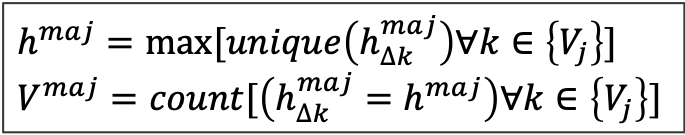 h^{maj} = max[unique(h_{Δk}^{maj})∀k ∈ {V_j}]
V^{maj} = count[(h_{Δk}^{maj} = h^{maj})∀k ∈ {V_j}]